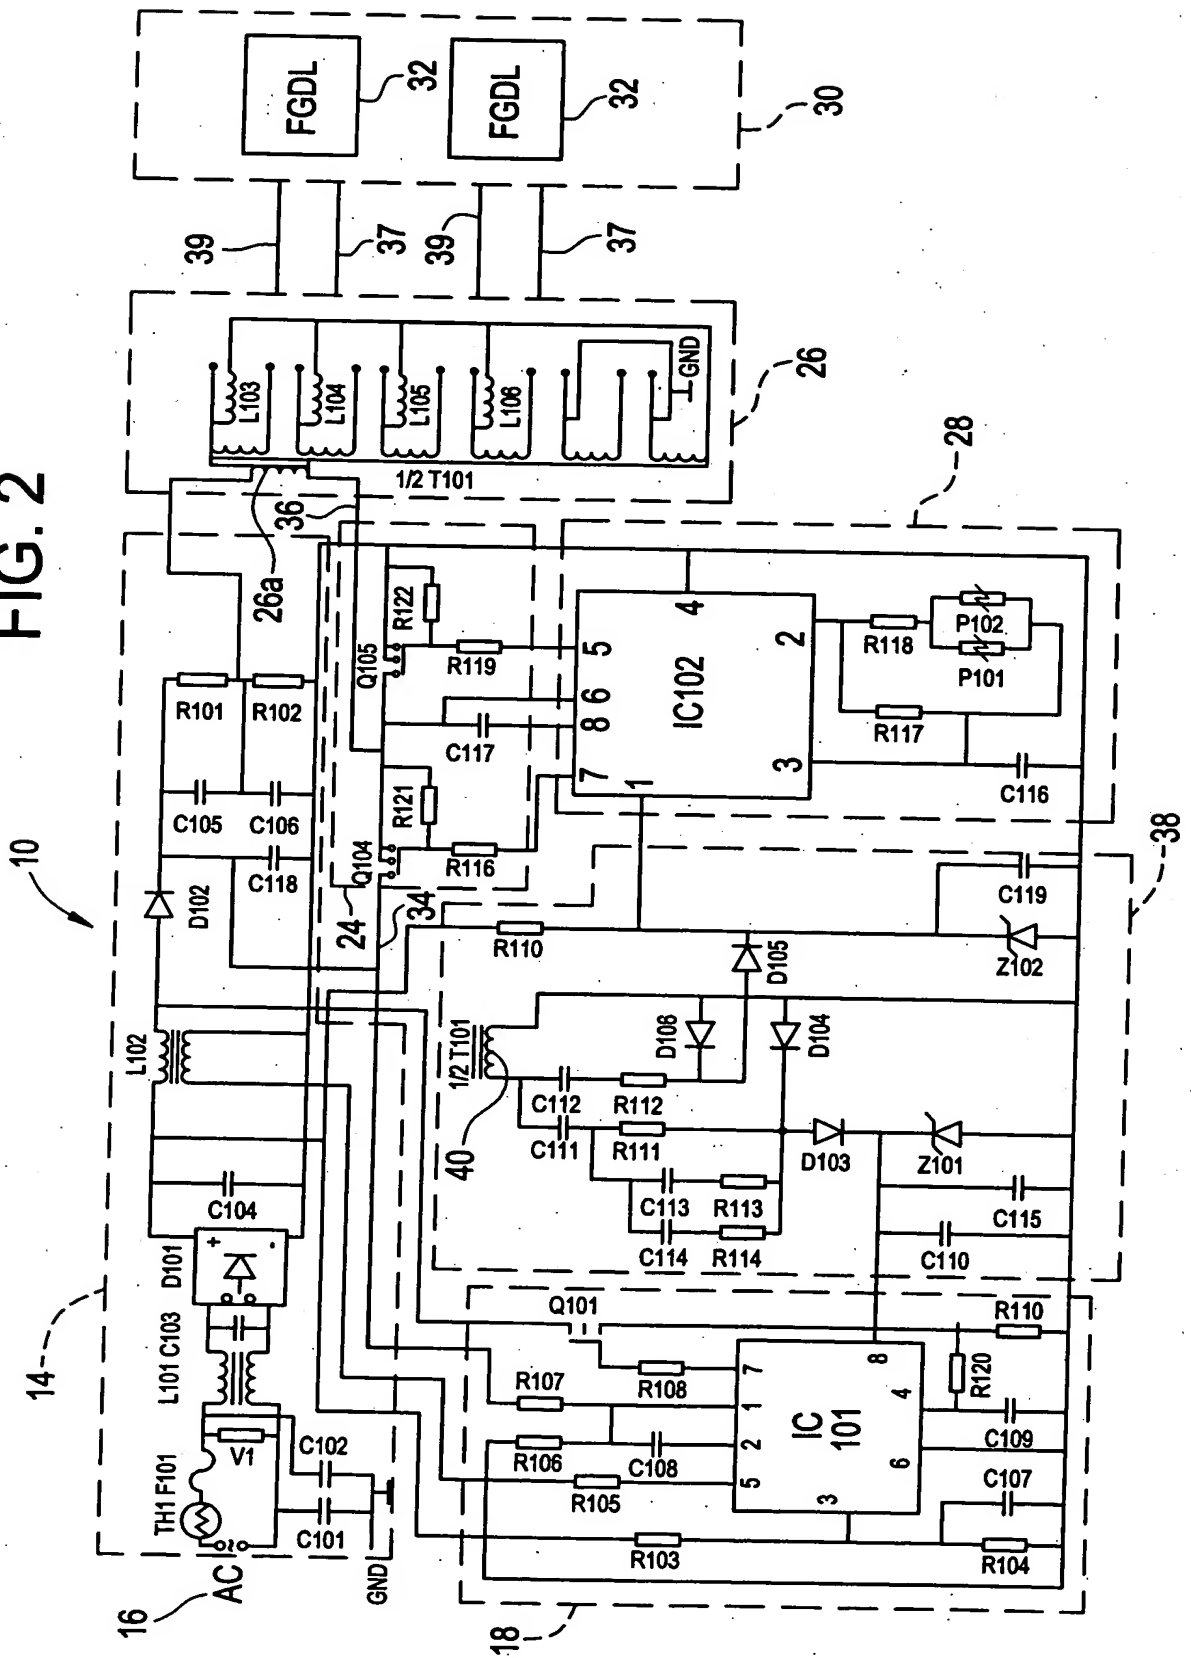 FIG. 2
10
14
16
AC
TH1 F101
V1
L101 C103
C101
C102
GND
D101
+
-
C104
L102
D102
C118
C105
C106
R101
R102
26a
36
24
34
Q104
R121
R116
Q105
R122
R119
C117
1/2 T101
L103
L104
L105
L106
GND
26
39
37
39
37
FGDL
32
FGDL
32
30
28
IC102
7
8
6
5
1
4
3
2
R117
R118
P101
P102
C116
38
1/2 T101
40
R110
D105
D106
D104
C112
R112
C111
R111
C113
R113
C114
R114
D103
Z101
Z102
C119
C115
C110
18
Q101
R107
R108
R106
C108
R105
R103
IC
101
7
1
2
5
3
8
4
6
R110
R120
C109
C107
R104